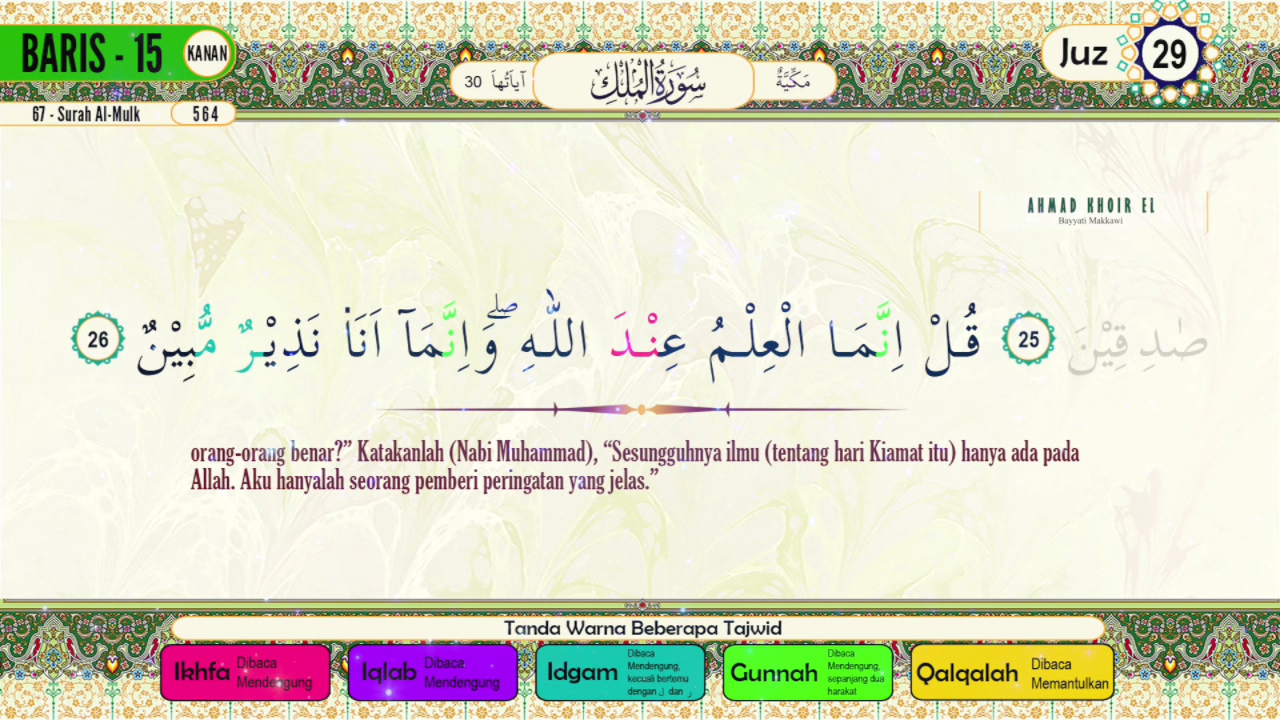 BARIS - 15
KANAN
67 - Surah Al-Mulk
564
آياَتُهاَ 30
سُوْرَةُ الْمُلْكِ
مَكِّيَّةٌ
Juz 29
AHMAD KHOIR EL
Bayyati Makkawi
صٰدِقِيْنَ 25 قُلْ اِنَّمَا الْعِلْمُ عِنْدَ اللّٰهِ ۖوَاِنَّمَآ اَنَا۠ نَذِيْرٌ مُّبِيْنٌ 26
orang-orang benar?” Katakanlah (Nabi Muhammad), “Sesungguhnya ilmu (tentang hari Kiamat itu) hanya ada pada
Allah. Aku hanyalah seorang pemberi peringatan yang jelas.”
Tanda Warna Beberapa Tajwid
Ikhfa
Dibaca
Mendengung
Iqlab
Dibaca
Mendengung
Idgam
Dibaca
Mendengung,
kecuali bertemu
dengan ل dan ر
Gunnah
Dibaca
Mendengung,
sepanjang dua
harakat
Qalqalah
Dibaca
Memantulkan